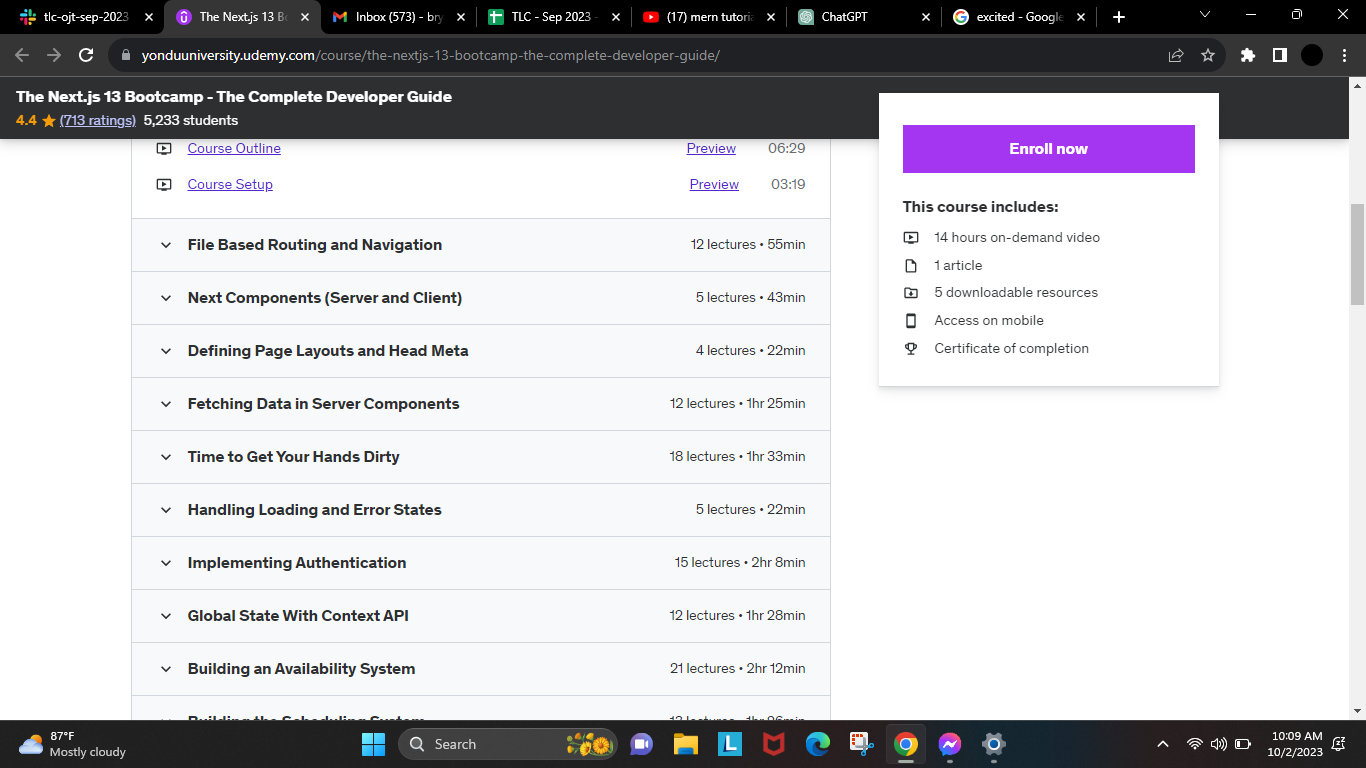 tlc-ojt-sep-2023
The Next.js 13 Bo
Inbox (573) - bry
TLC - Sep 2023 -
(17) mern tutoria
ChatGPT
excited - Google
yonduuniversity.udemy.com/course/the-nextjs-13-bootcamp-the-complete-developer-guide/
The Next.js 13 Bootcamp - The Complete Developer Guide
4.4 (713 ratings) 5,233 students
Course Outline Preview 06:29
Course Setup Preview 03:19
File Based Routing and Navigation 12 lectures • 55min
Next Components (Server and Client) 5 lectures • 43min
Defining Page Layouts and Head Meta 4 lectures • 22min
Fetching Data in Server Components 12 lectures • 1hr 25min
Time to Get Your Hands Dirty 18 lectures • 1hr 33min
Handling Loading and Error States 5 lectures • 22min
Implementing Authentication 15 lectures • 2hr 8min
Global State With Context API 12 lectures • 1hr 28min
Building an Availability System 21 lectures • 2hr 12min
Building the Scheduling System
Enroll now
This course includes:
14 hours on-demand video
1 article
5 downloadable resources
Access on mobile
Certificate of completion
87°F
Mostly cloudy
Search
L
10:09 AM
10/2/2023